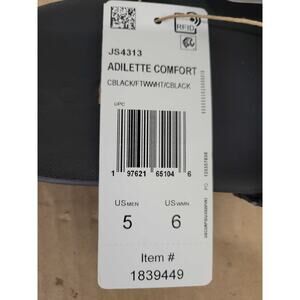 RFID
JS4313
ADILETTE COMFORT
CBLACK/FTWWHT/CBLACK
UPC
1 97621 65104 6
US MEN US WMN
5 6
Item #
1839449